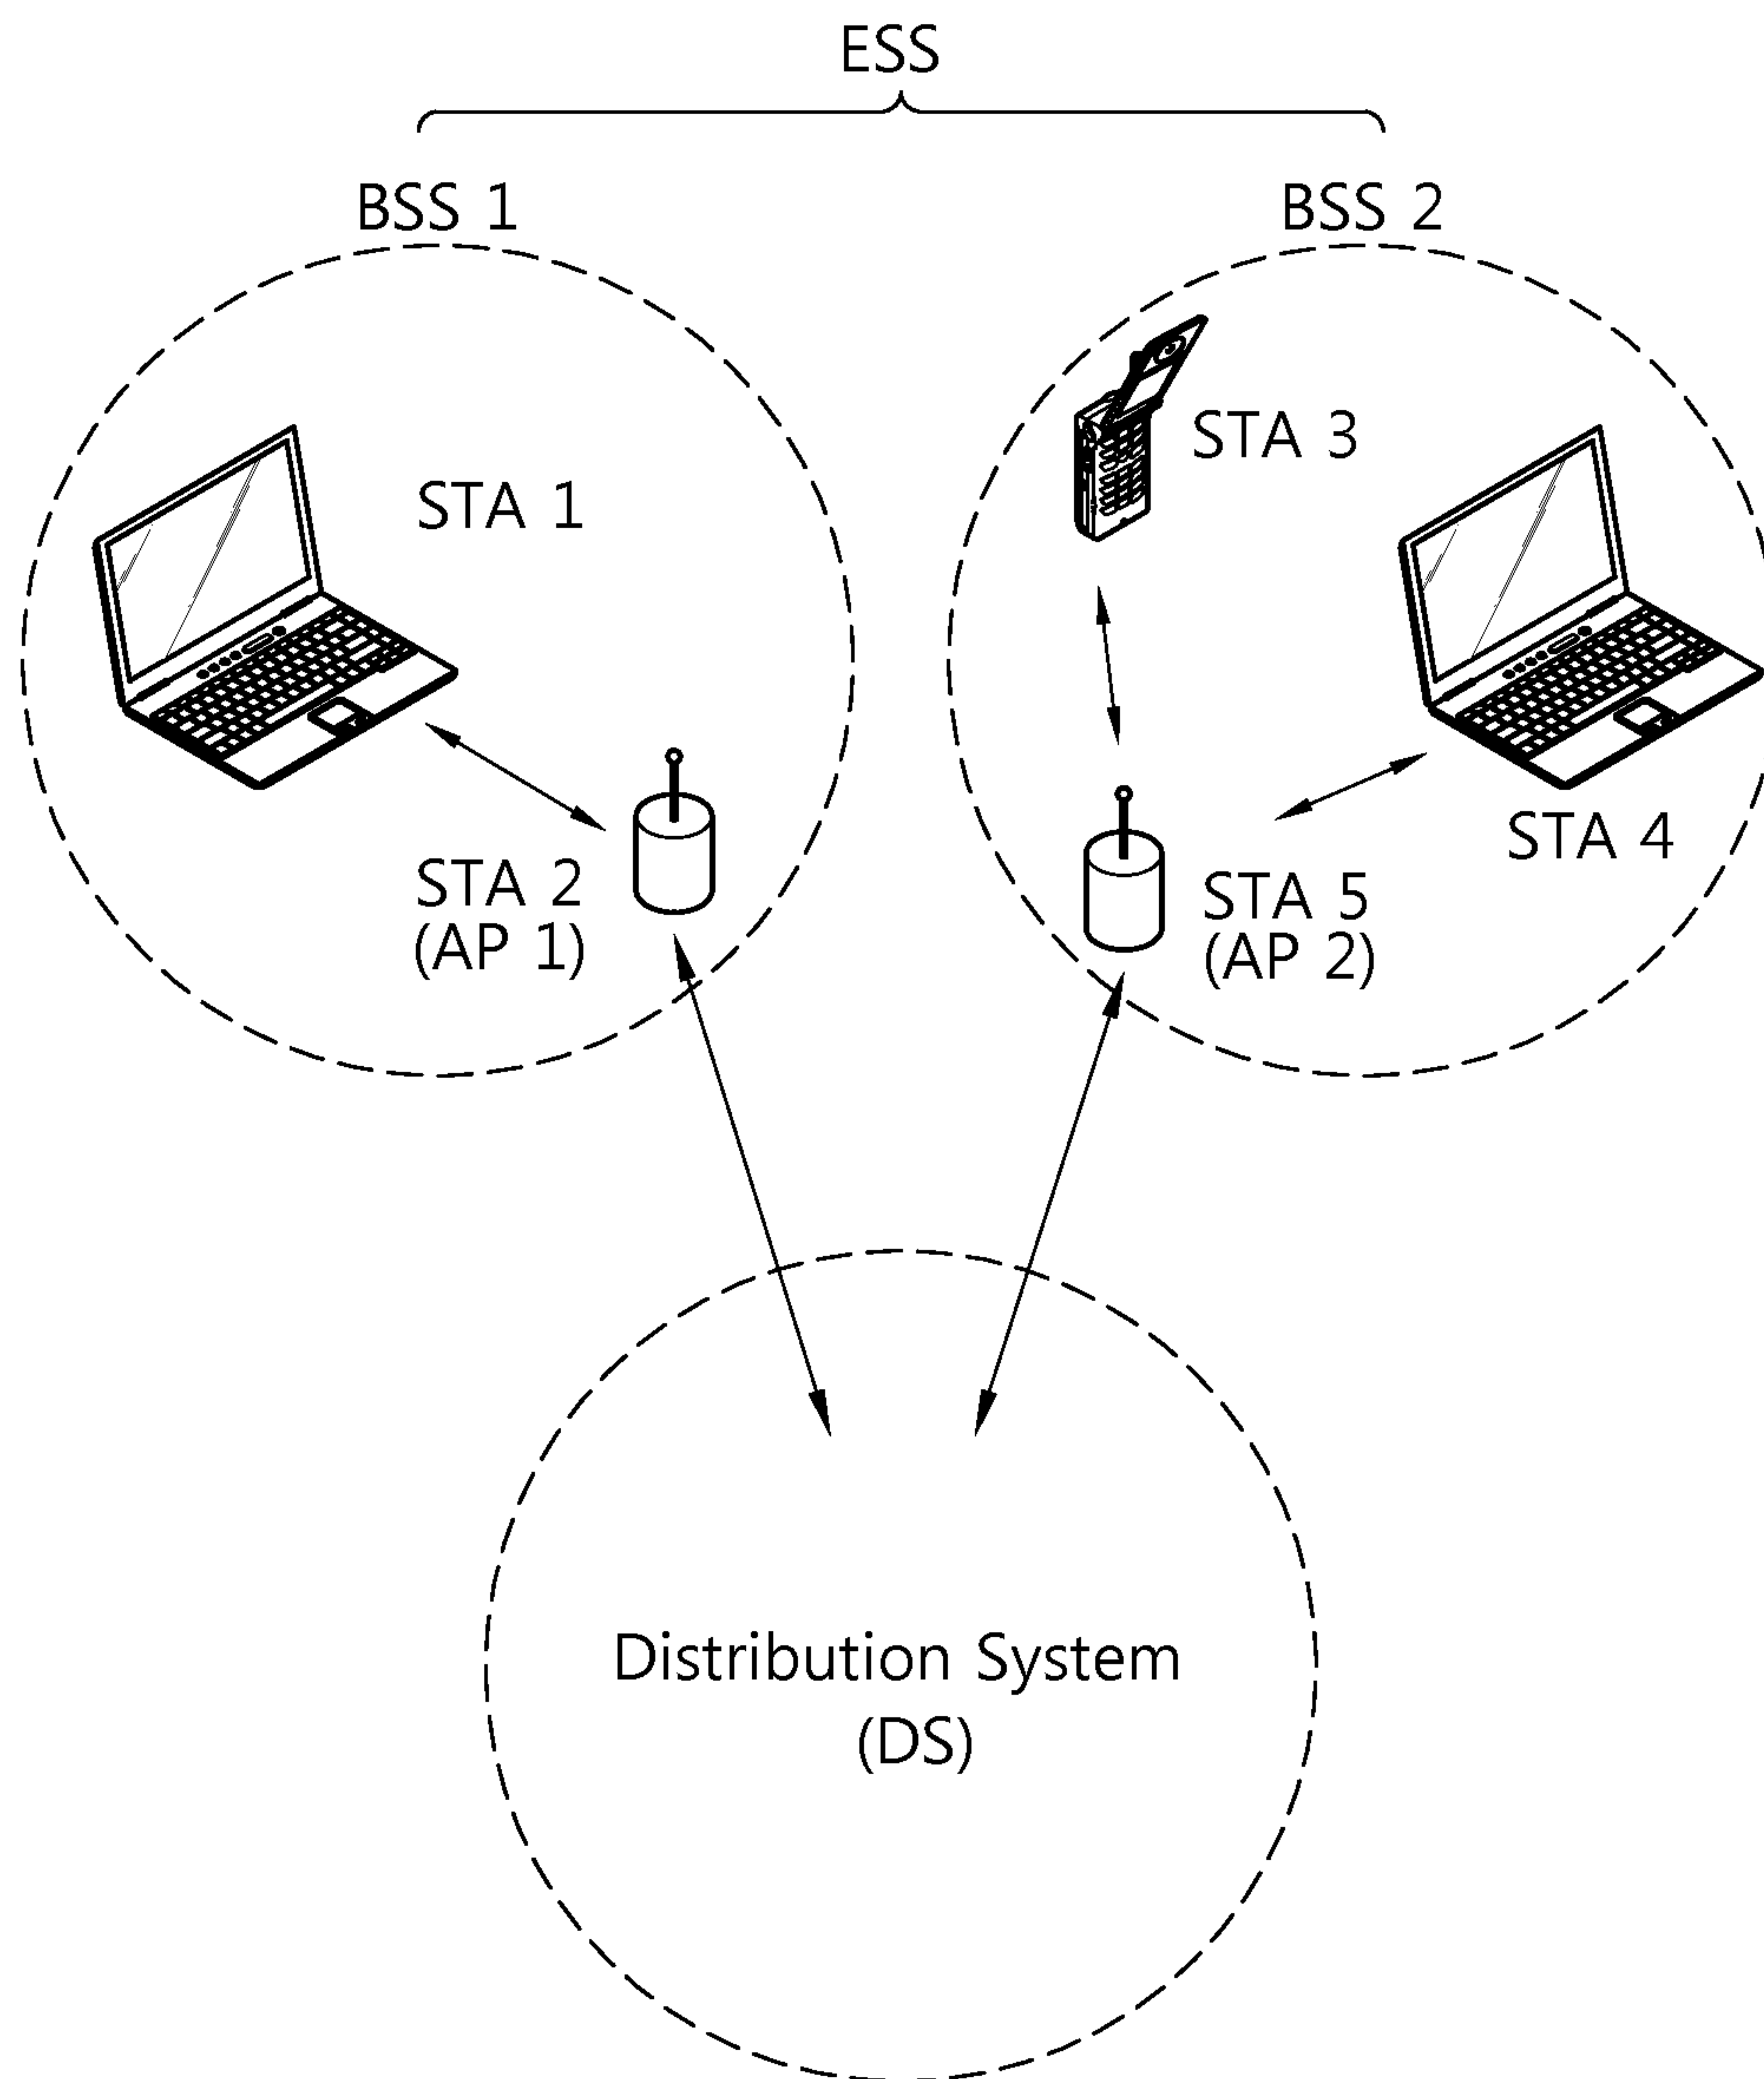 ESS
BSS 1
BSS 2
STA 3
STA 1
STA 4
STA 2
(AP 1)
STA 5
(AP 2)
Distribution System
(DS)